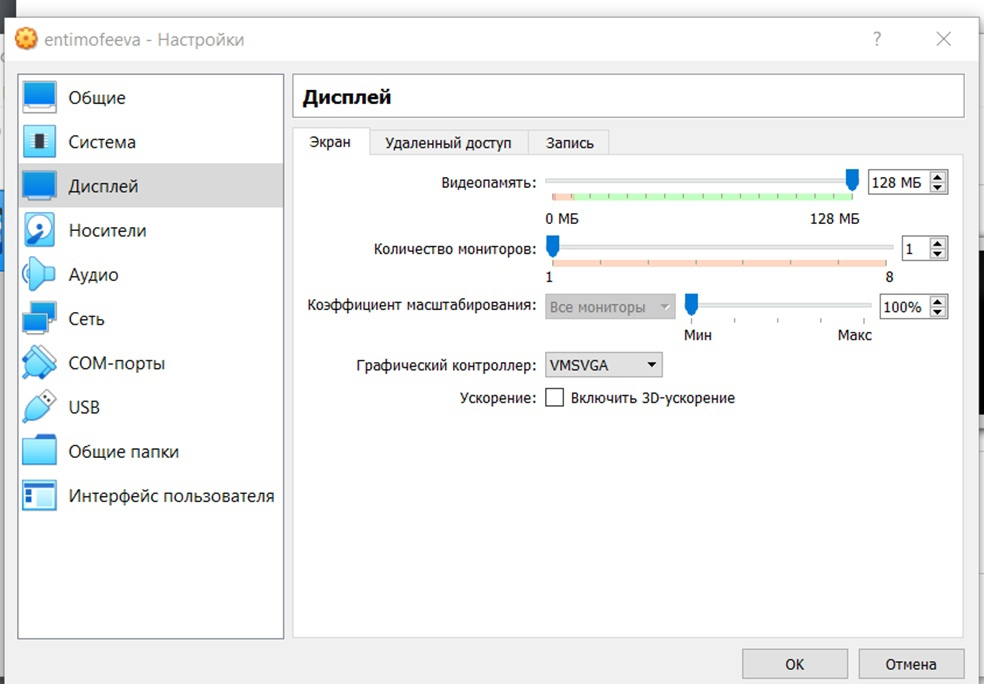 entimofeeva - Настройки
?
Общие
Система
Дисплей
Носители
Аудио
Сеть
COM-порты
USB
Общие папки
Интерфейс пользователя
Дисплей
Экран Удаленный доступ Запись
Видеопамять: 128 МБ
0 МБ 128 МБ
Количество мониторов: 1
1 8
Коэффициент масштабирования: Все мониторы 100%
Мин Макс
Графический контроллер: VMSVGA
Ускорение: Включить 3D-ускорение
OK Отмена